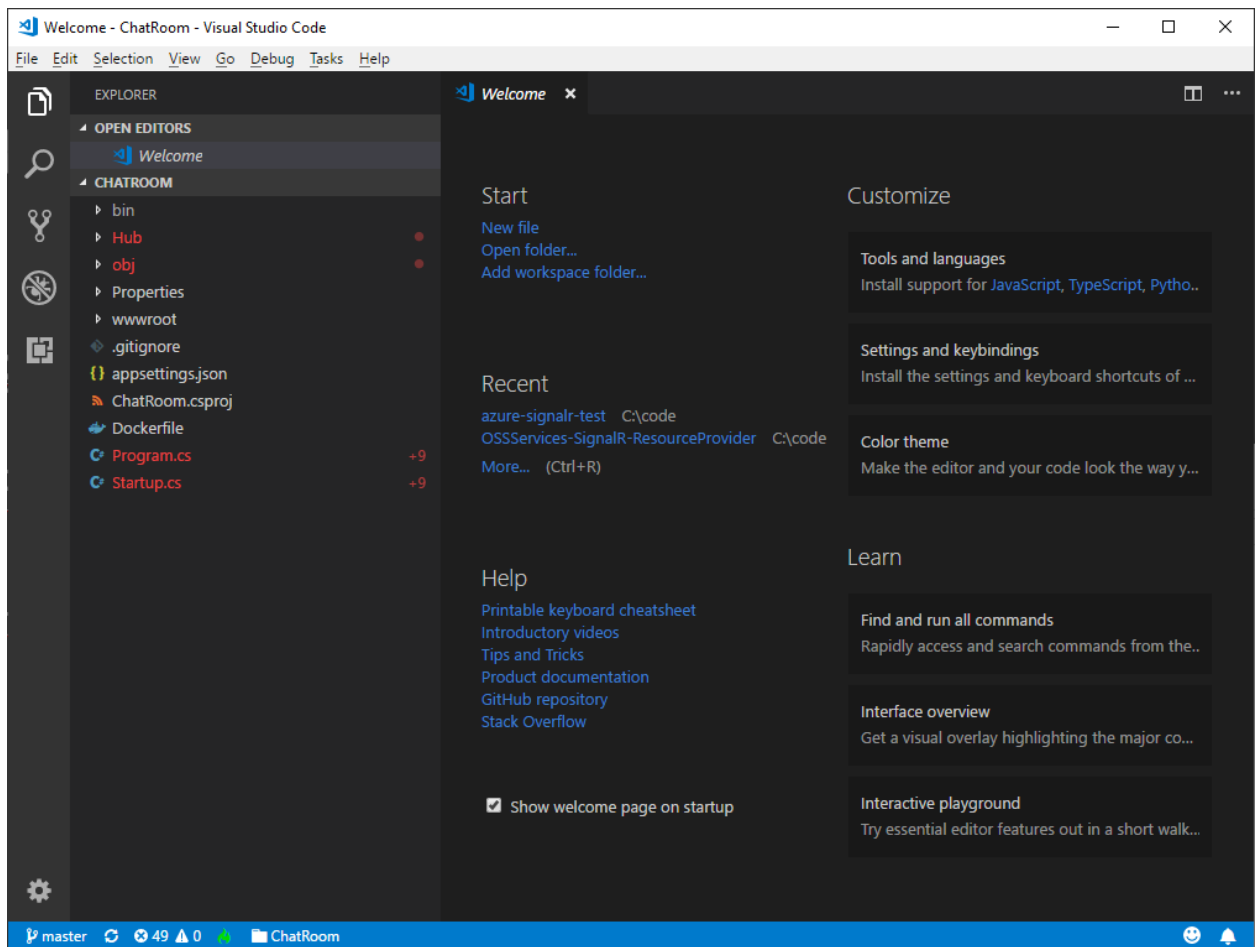 Welcome - ChatRoom - Visual Studio Code
File Edit Selection View Go Debug Tasks Help
EXPLORER
OPEN EDITORS
Welcome
CHATROOM
bin
Hub
obj
Properties
wwwroot
.gitignore
{} appsettings.json
ChatRoom.csproj
Dockerfile
C# Program.cs +9
C# Startup.cs +9
Welcome
Start
New file
Open folder...
Add workspace folder...
Recent
azure-signalr-test C:\code
OSSServices-SignalR-ResourceProvider C:\code
More... (Ctrl+R)
Help
Printable keyboard cheatsheet
Introductory videos
Tips and Tricks
Product documentation
GitHub repository
Stack Overflow
Show welcome page on startup
Customize
Tools and languages
Install support for JavaScript, TypeScript, Pytho..
Settings and keybindings
Install the settings and keyboard shortcuts of ...
Color theme
Make the editor and your code look the way y...
Learn
Find and run all commands
Rapidly access and search commands from the..
Interface overview
Get a visual overlay highlighting the major co...
Interactive playground
Try essential editor features out in a short walk...
master 49 0 ChatRoom